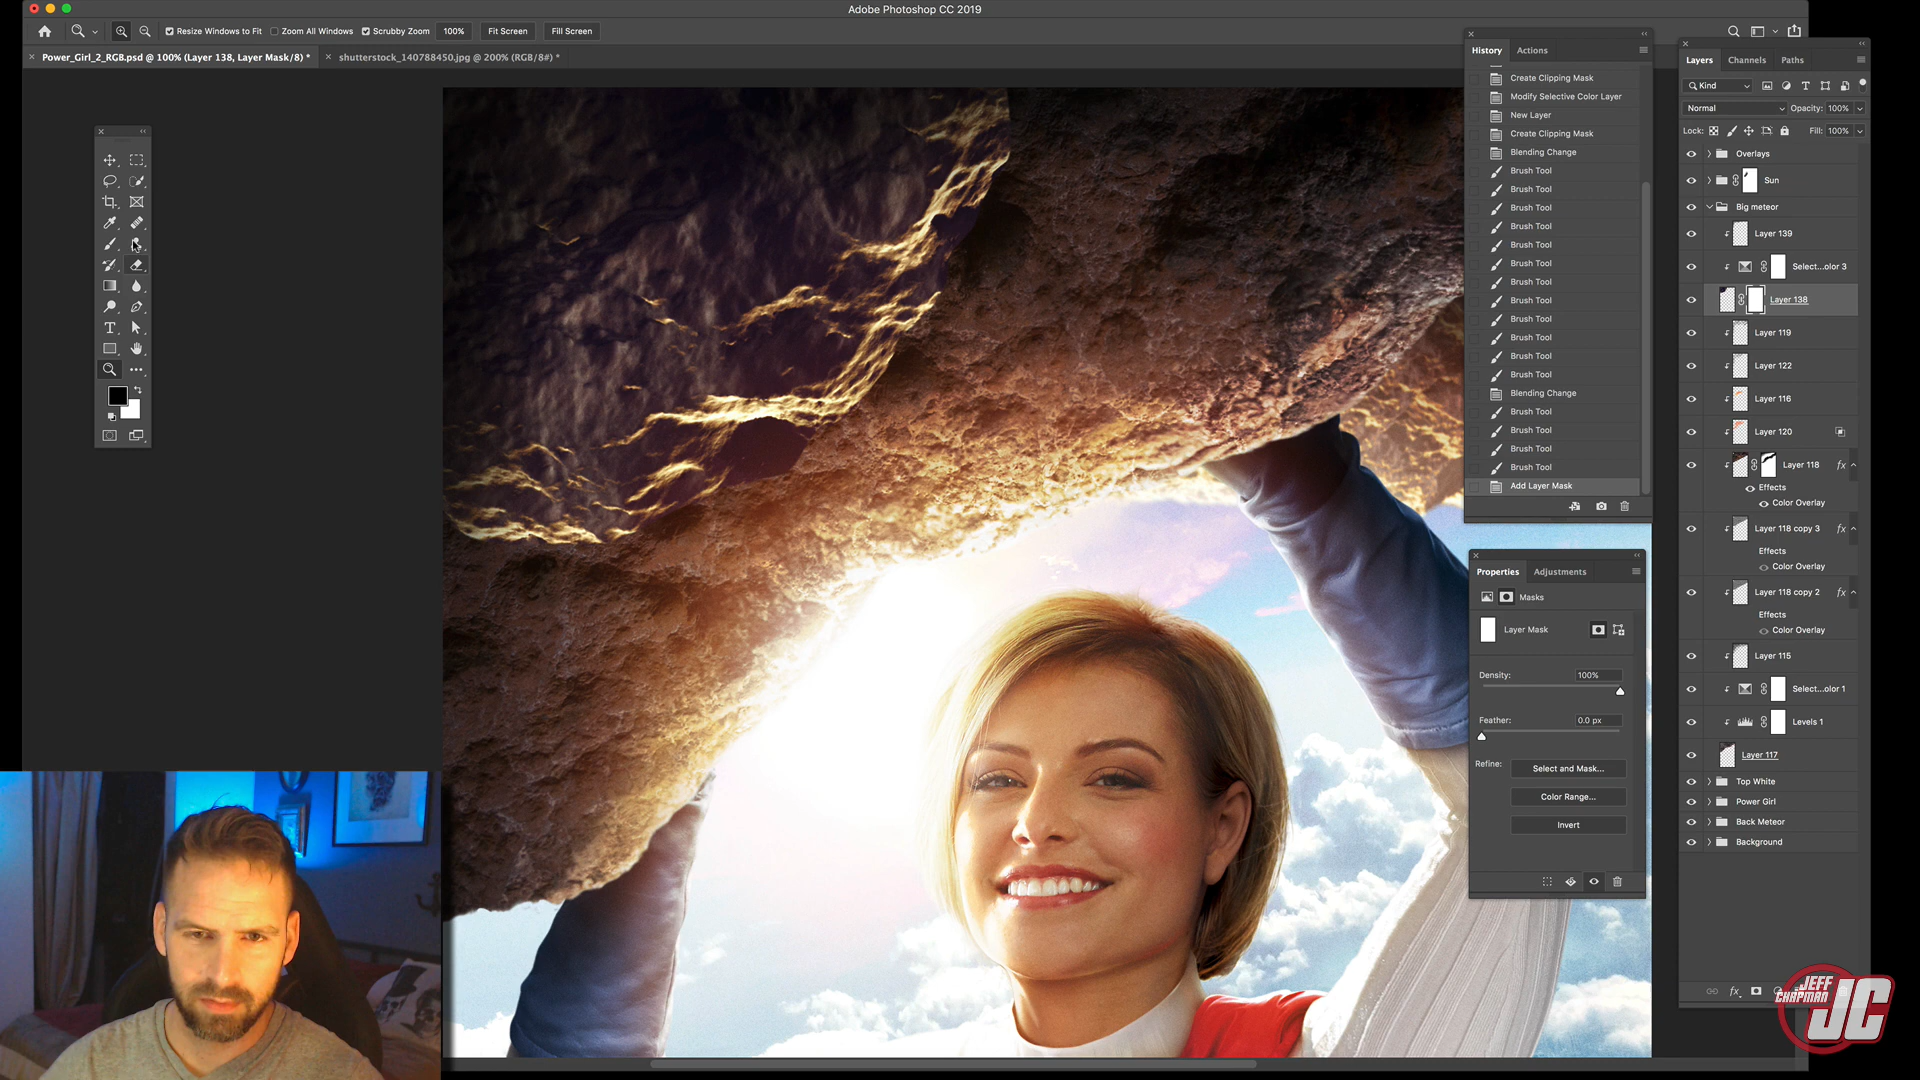 Adobe Photoshop CC 2019
Resize Windows to Fit
Zoom All Windows
Scrubby Zoom
100%
Fit Screen
Fill Screen
Power_Girl_2_RGB.psd @ 100% (Layer 138, Layer Mask/8) *
shutterstock_140788450.jpg @ 200% (RGB/8#) *
History
Actions
Create Clipping Mask
Modify Selective Color Layer
New Layer
Create Clipping Mask
Blending Change
Brush Tool
Brush Tool
Brush Tool
Brush Tool
Brush Tool
Brush Tool
Brush Tool
Brush Tool
Brush Tool
Brush Tool
Brush Tool
Brush Tool
Blending Change
Brush Tool
Brush Tool
Brush Tool
Brush Tool
Add Layer Mask
Properties
Adjustments
Masks
Layer Mask
Density:
100%
Feather:
0.0 px
Refine:
Select and Mask...
Color Range...
Invert
Layers
Channels
Paths
Kind
Normal
Opacity: 100%
Lock:
Fill: 100%
Overlays
Sun
Big meteor
Layer 139
Select...olor 3
Layer 138
Layer 119
Layer 122
Layer 116
Layer 120
Layer 118 fx
Effects
Color Overlay
Layer 118 copy 3 fx
Effects
Color Overlay
Layer 118 copy 2 fx
Effects
Color Overlay
Layer 115
Select...olor 1
Levels 1
Layer 117
Top White
Power Girl
Back Meteor
Background
fx
JEFF
CHAPMAN
JC